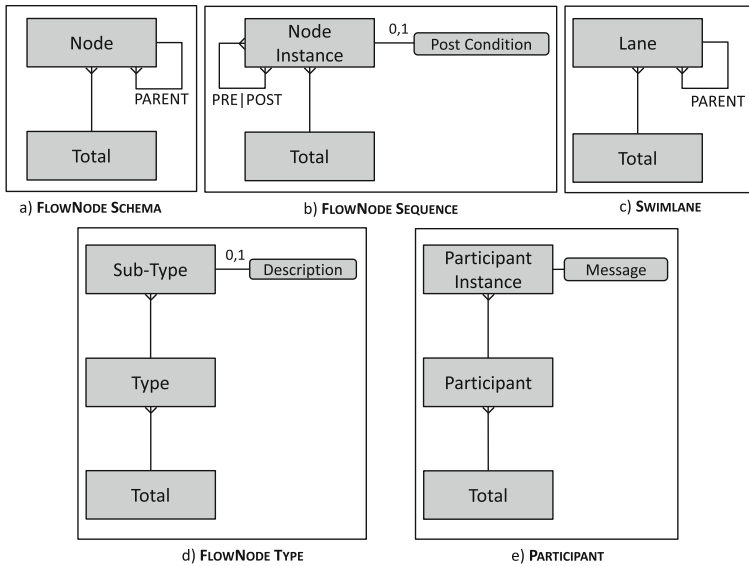 Node
PARENT
Total
a) FLOWNODE SCHEMA
Node
Instance
0,1
Post Condition
PRE|POST
Total
b) FLOWNODE SEQUENCE
Lane
PARENT
Total
c) SWIMLANE
Sub-Type
0,1
Description
Type
Total
d) FLOWNODE TYPE
Participant
Instance
Message
Participant
Total
e) PARTICIPANT